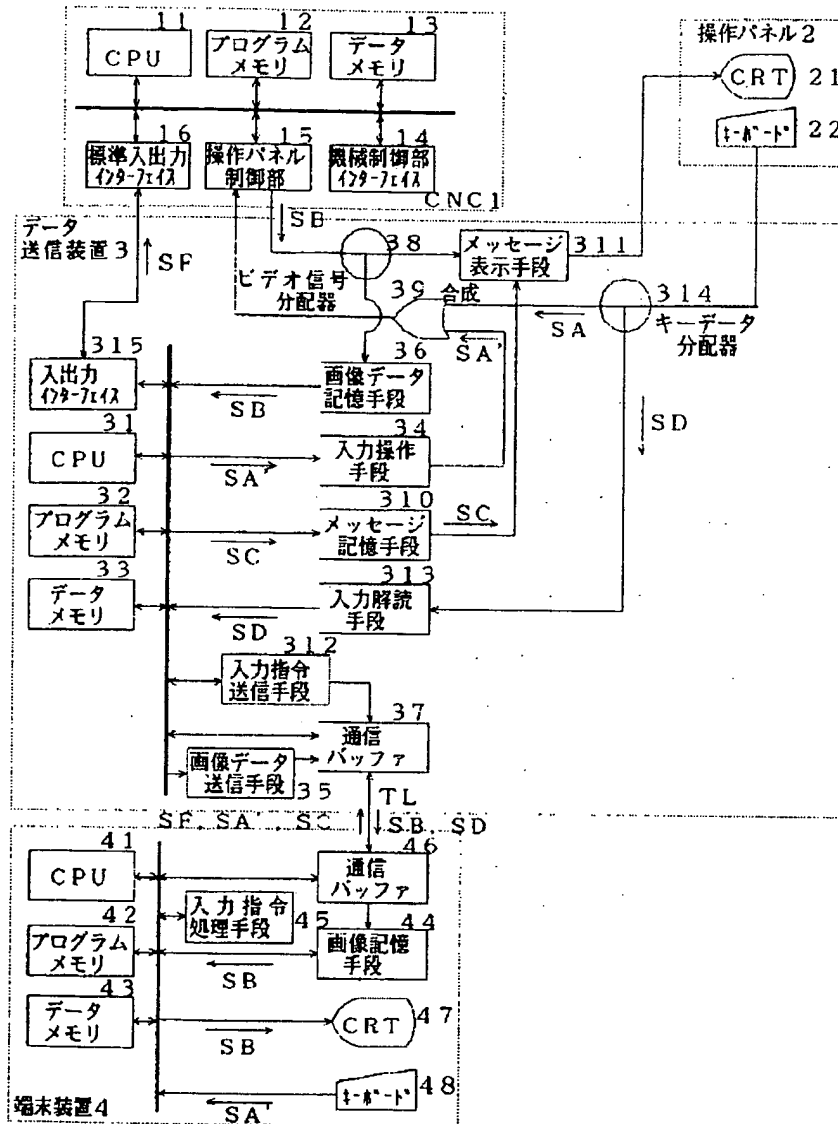 11
12
13
CPU
プログラム
メモリ
データ
メモリ
16
15
14
標準入出力
インターフェイス
操作パネル
制御部
機械制御部
インターフェイス
CNC1
操作パネル2
CRT
21
キーボード
22
データ
送信装置3
SF
SB
38
メッセージ
表示手段
311
ビデオ信号
分配器
39
合成
SA
SA'
314
キーデータ
分配器
SD
315
入出力
インターフェイス
36
画像データ
記憶手段
SB
31
CPU
34
入力操作
手段
SA'
32
プログラム
メモリ
310
メッセージ
記憶手段
SC
SC
33
データ
メモリ
313
入力解読
手段
SD
312
入力指令
送信手段
37
通信
バッファ
画像データ
送信手段
35
TL
SF, SA', SC
SB, SD
41
CPU
46
通信
バッファ
42
プログラム
メモリ
入力指令
処理手段
45
44
画像記憶
手段
SB
43
データ
メモリ
CRT
47
SB
キーボード
48
SA'
端末装置4